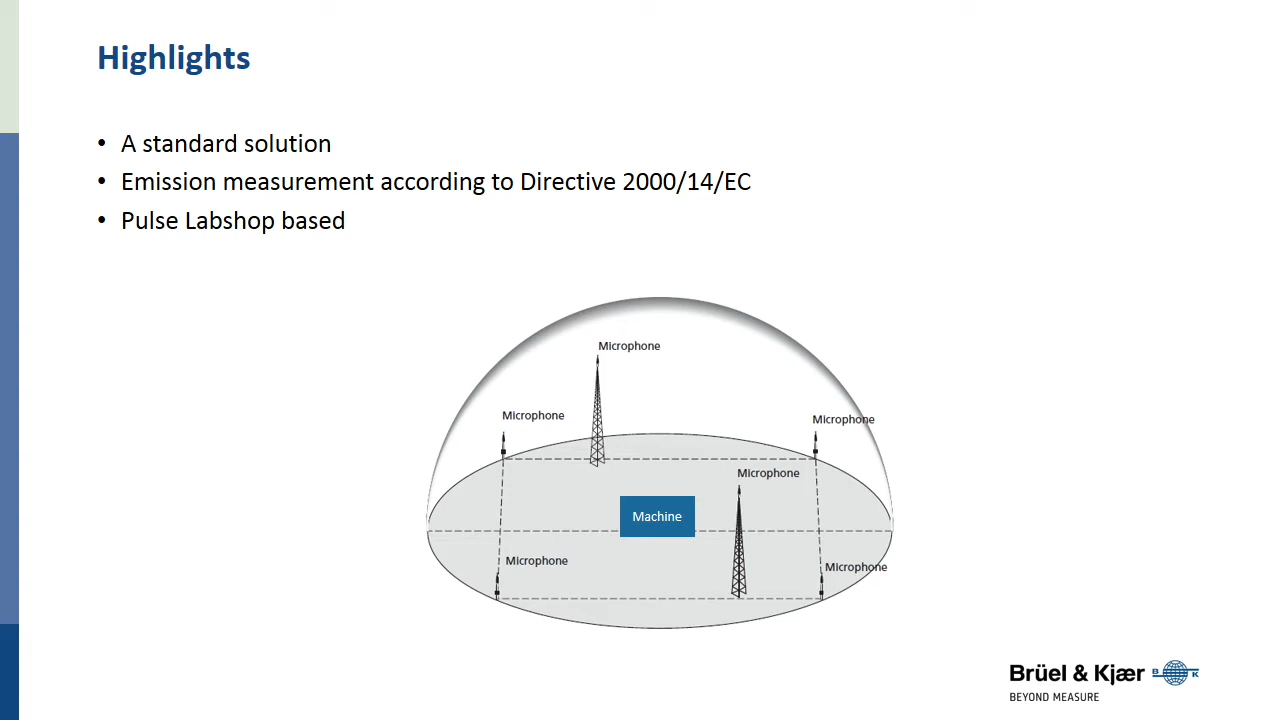 Highlights
• A standard solution
• Emission measurement according to Directive 2000/14/EC
• Pulse Labshop based
Microphone
Microphone
Microphone
Microphone
Machine
Microphone
Microphone
Brüel & Kjær
B K
BEYOND MEASURE